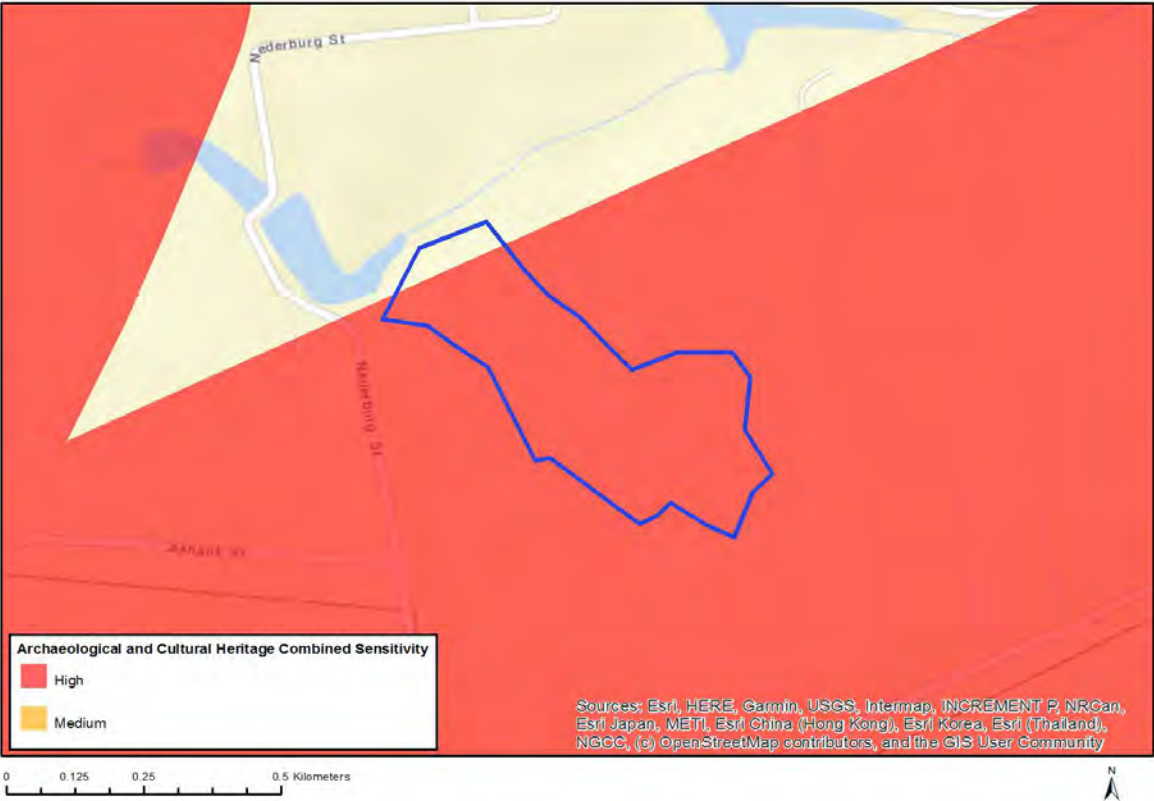 Nederburg St
Nederburg St
Archaeological and Cultural Heritage Combined Sensitivity
High
Medium
Sources: Esri, HERE, Garmin, USGS, Intermap, INCREMENT P, NRCan,
Esri Japan, METI, Esri China (Hong Kong), Esri Korea, Esri (Thailand),
NGCC, (c) OpenStreetMap contributors, and the GIS User Community
0 0.125 0.25 0.5 Kilometers
N